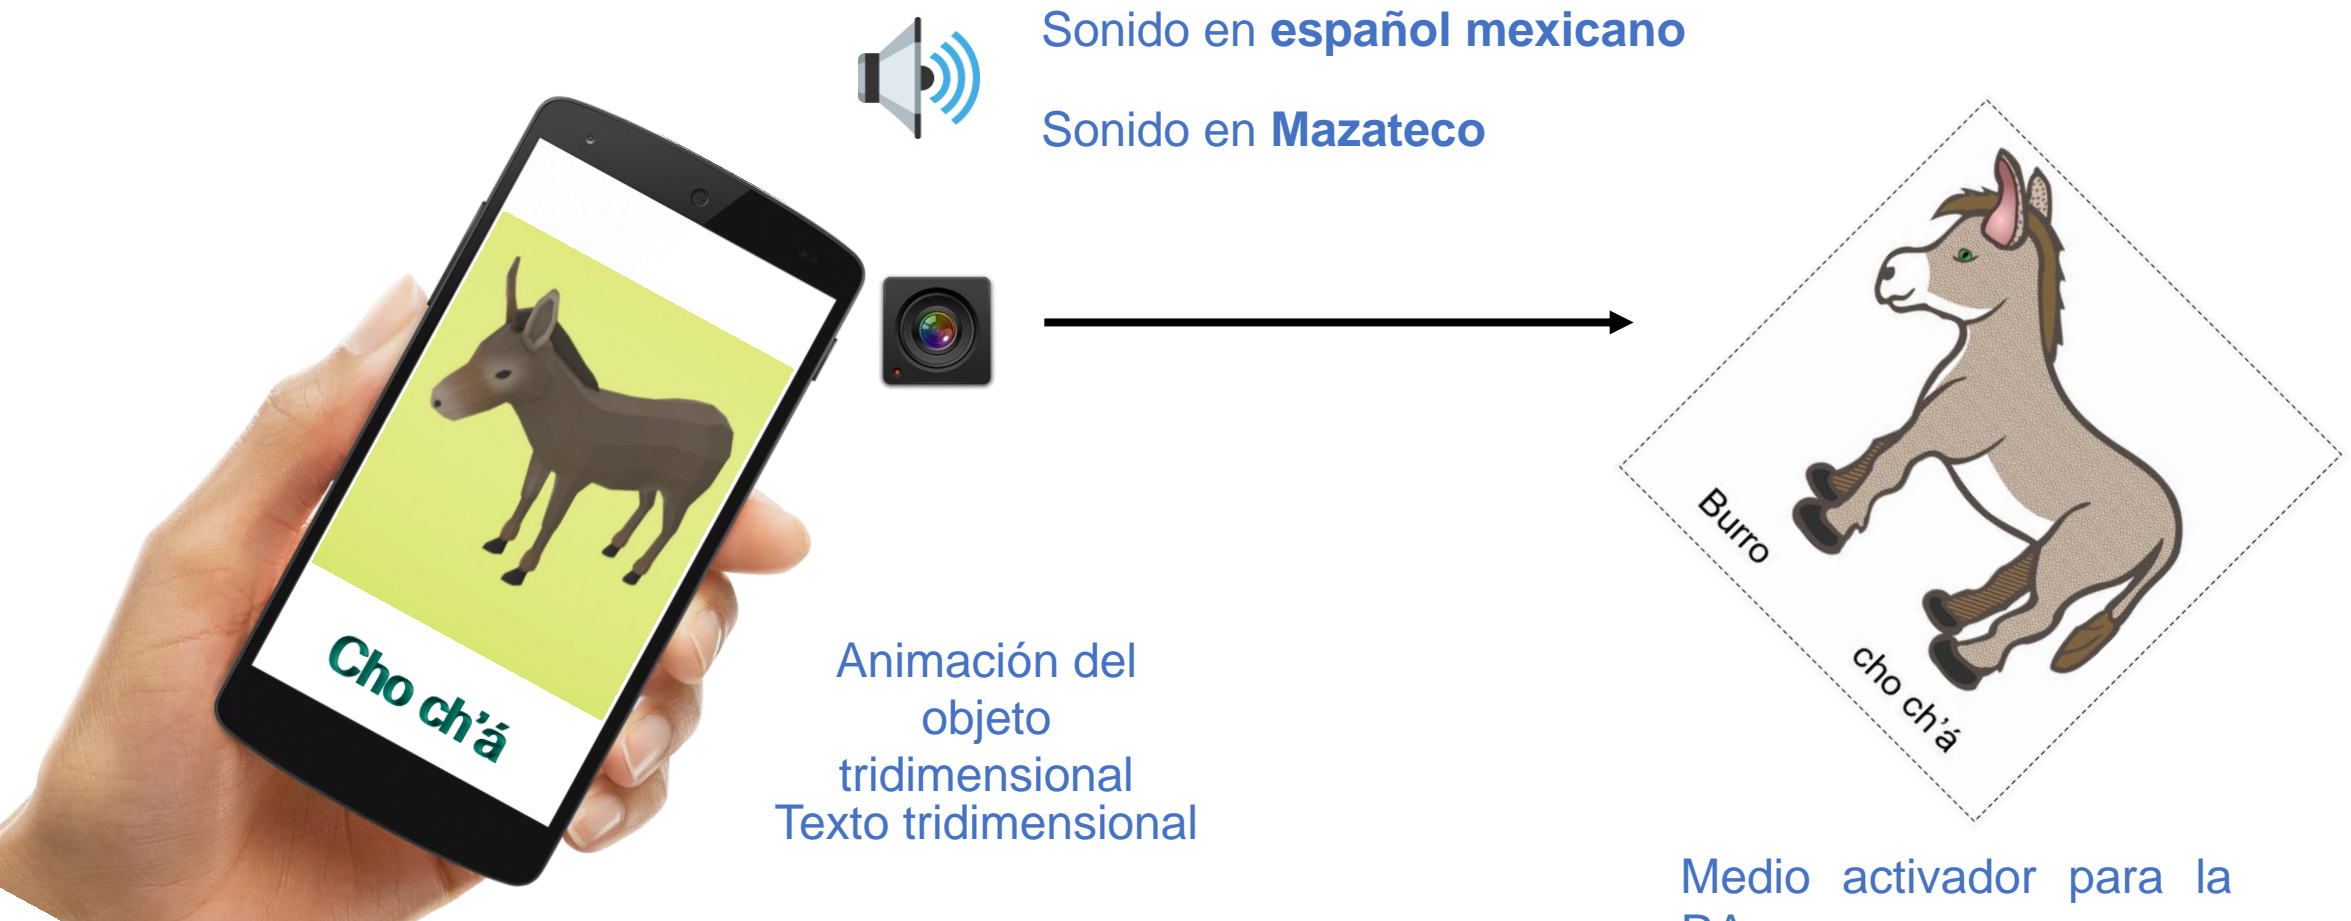 Sonido en español mexicano
Sonido en Mazateco
Cho ch’á
Animación del
objeto
tridimensional
Texto tridimensional
Burro
cho ch’á
Medio activador para la